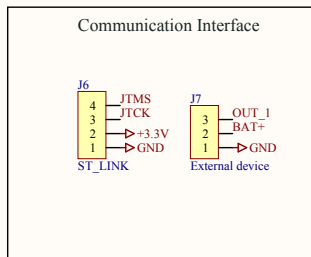 Communication Interface
J6
4 JTMS
3 JTCK
2 +3.3V
1 GND
ST_LINK
J7
3 OUT_1
2 BAT+
1 GND
External device